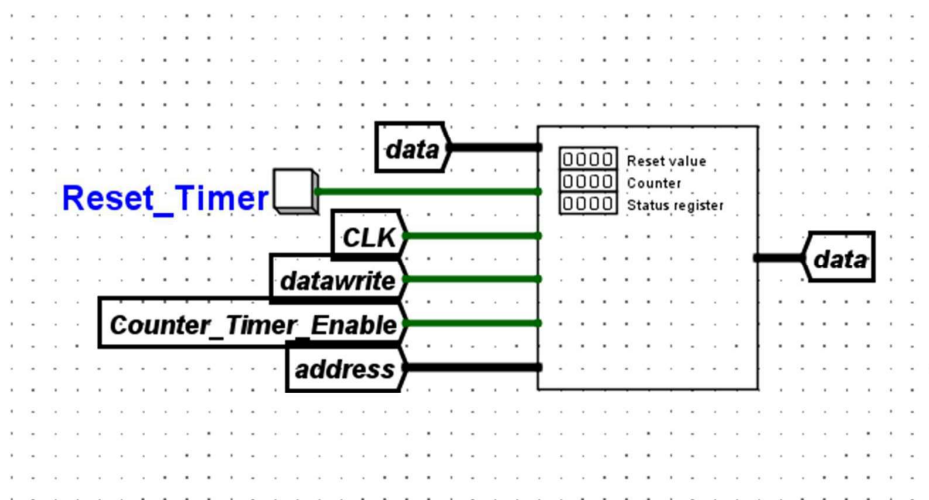 data
0000 Reset value
Reset_Timer
0000 Counter
0000 Status register
CLK
data
datawrite
Counter_Timer_Enable
address